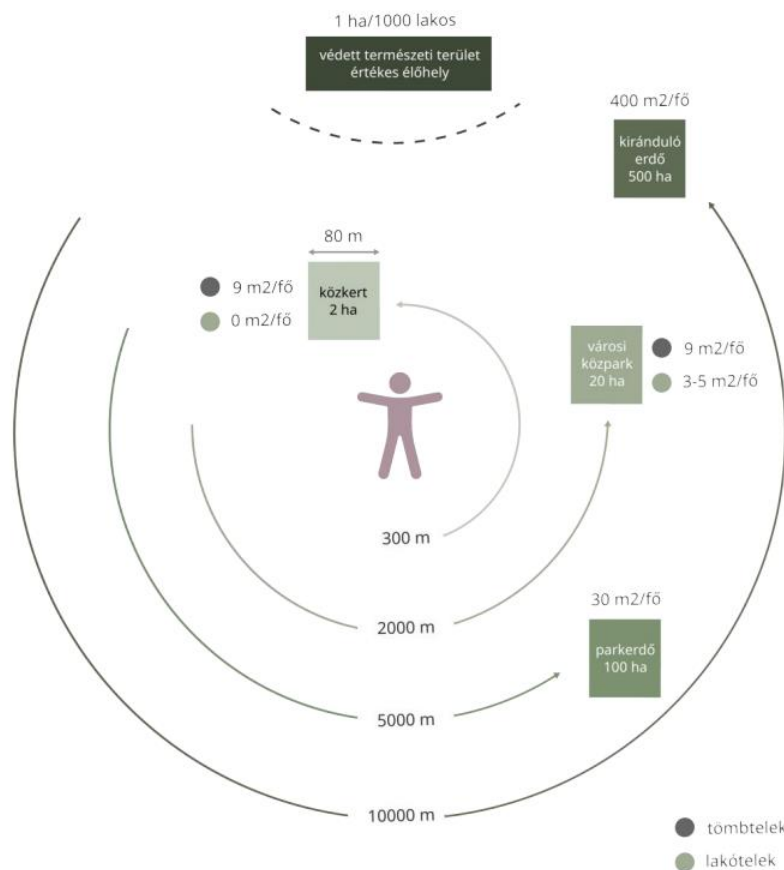 1 ha/1000 lakos
védett természeti terület
értékes élőhely
400 m2/fő
kiránduló
erdő
500 ha
80 m
9 m2/fő
0 m2/fő
közkert
2 ha
városi
közpark
20 ha
9 m2/fő
3-5 m2/fő
300 m
2000 m
30 m2/fő
parkerdő
100 ha
5000 m
10000 m
tömbtelek
lakótelek